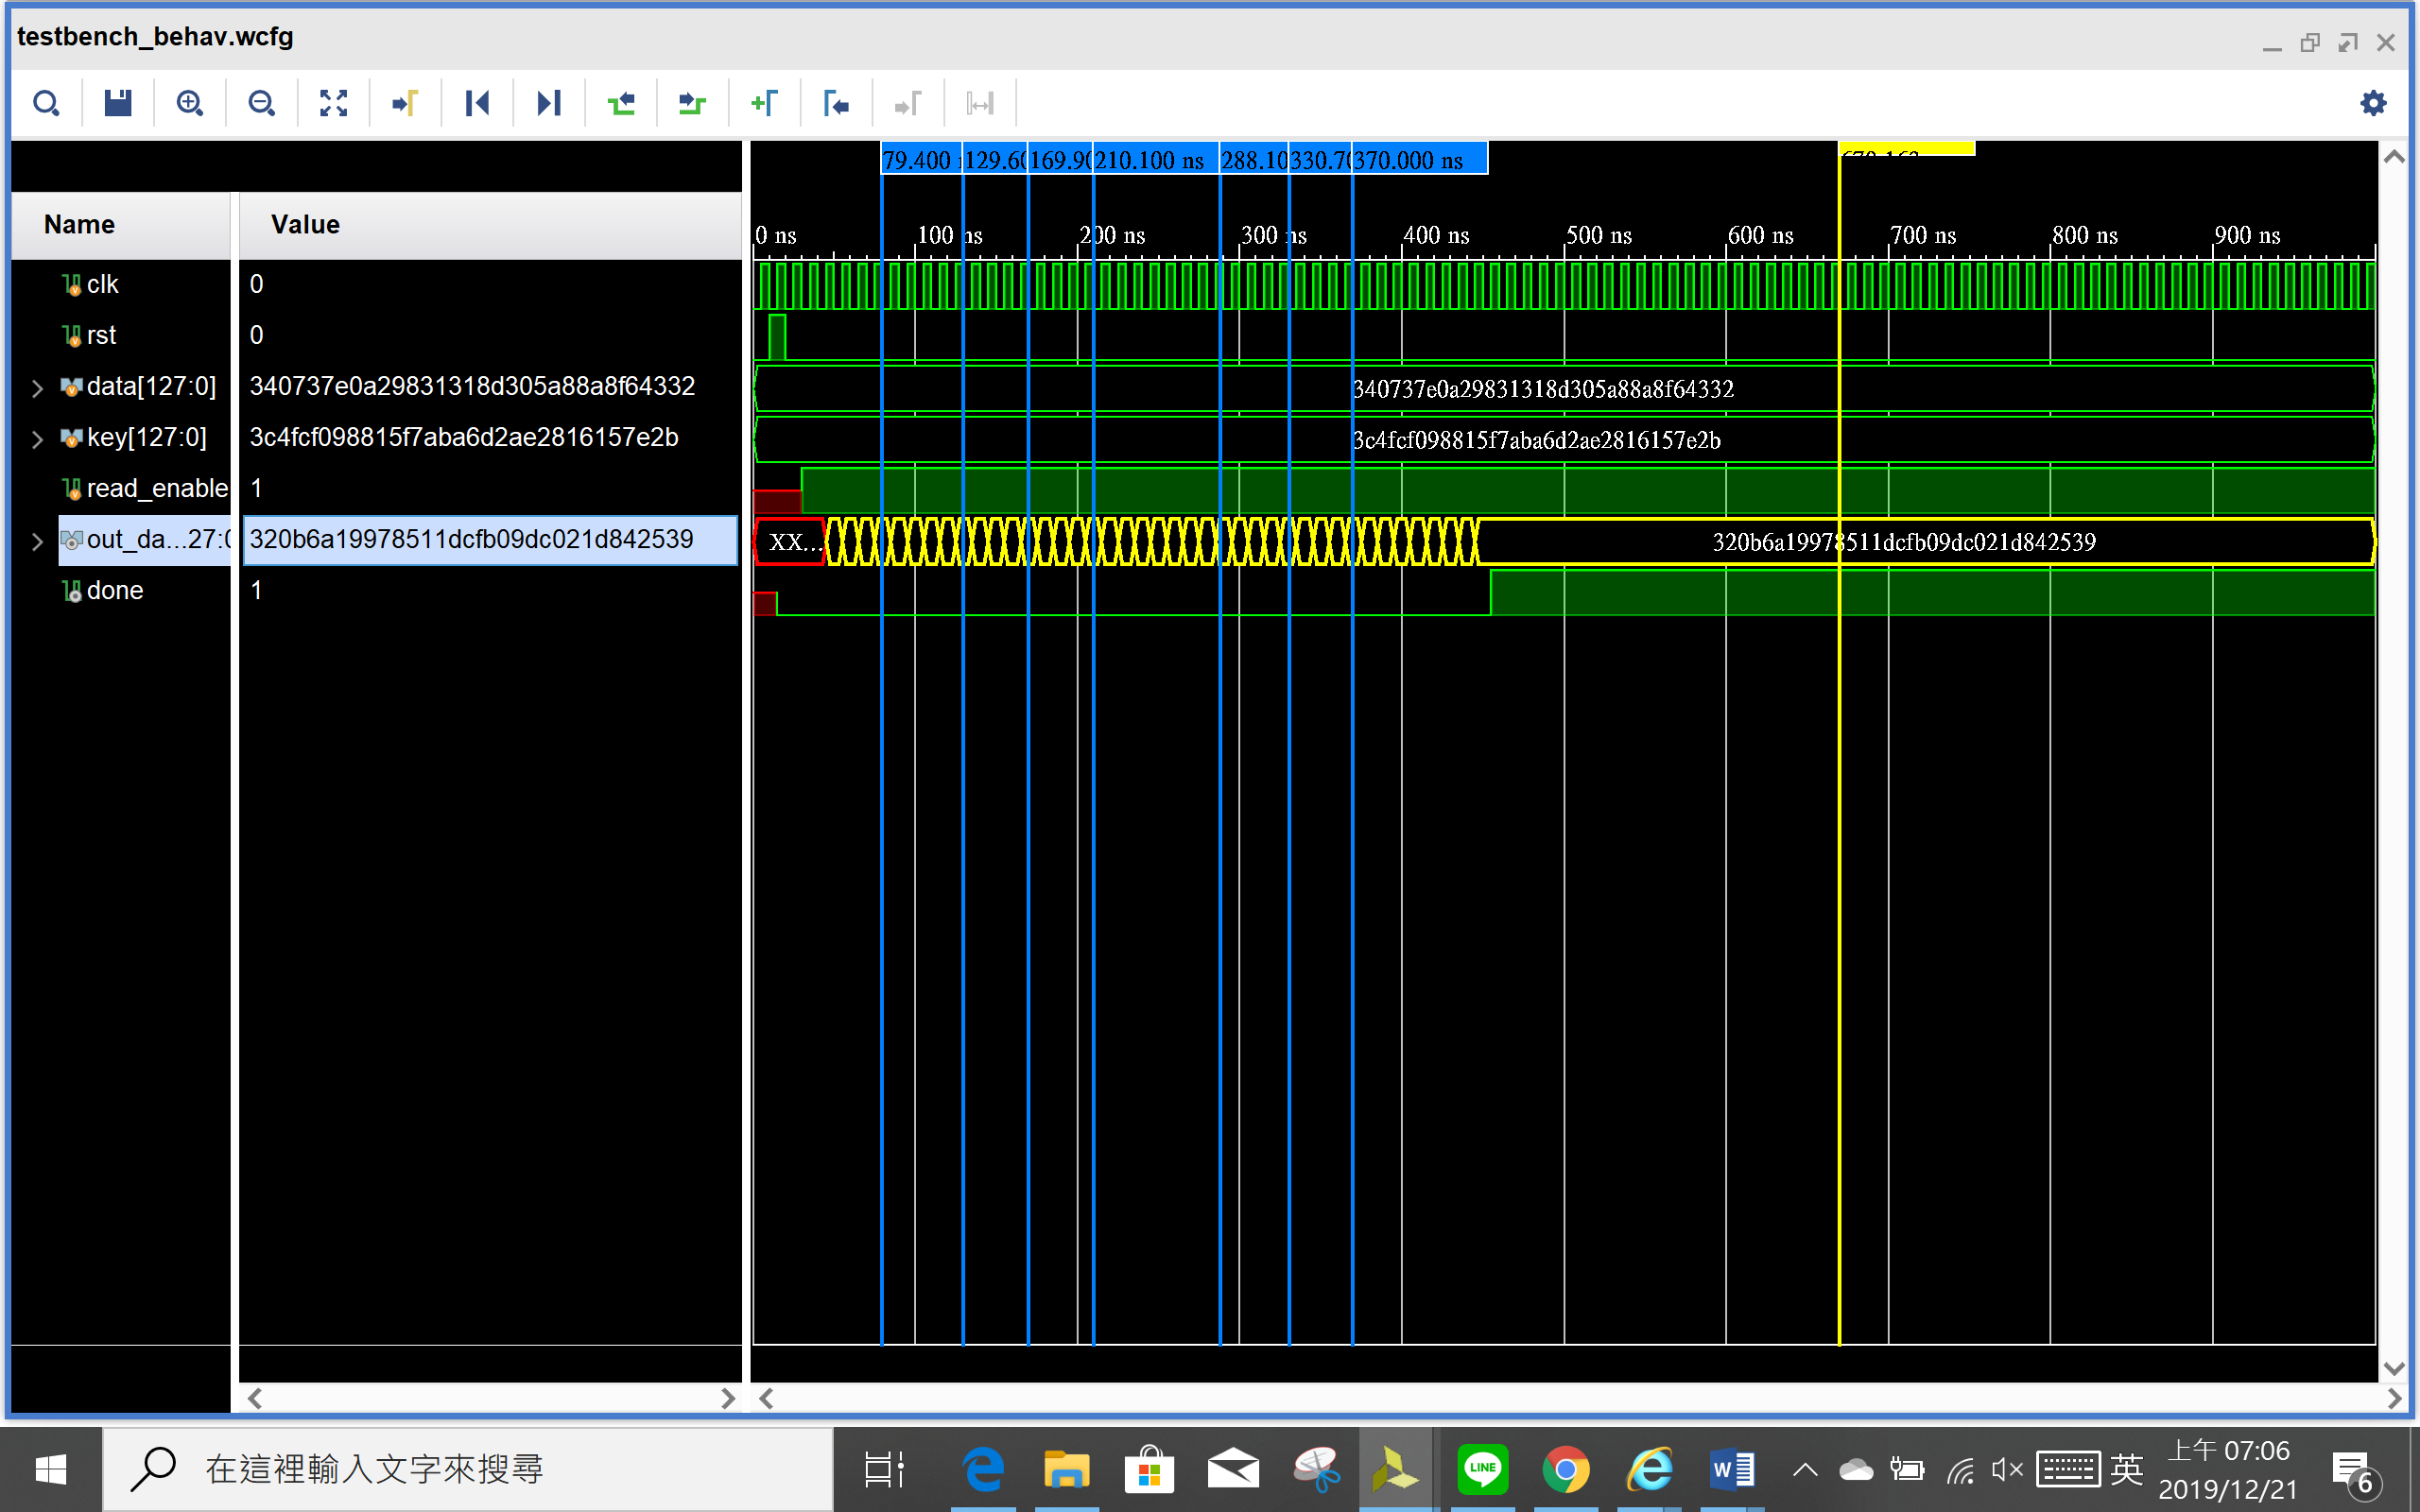 testbench_behav.wcfg
79.400 129.60 169.90 210.100 ns 288.10 330.70 370.000 ns
Name Value
0 ns 100 ns 200 ns 300 ns 400 ns 500 ns 600 ns 700 ns 800 ns 900 ns
clk 0
rst 0
data[127:0] 340737e0a29831318d305a88a8f64332 340737e0a29831318d305a88a8f64332
key[127:0] 3c4fcf098815f7aba6d2ae2816157e2b 3c4fcf098815f7aba6d2ae2816157e2b
read_enable 1
out_da...27:0 320b6a19978511dcfb09dc021d842539 XX... 320b6a19978511dcfb09dc021d842539
done 1
在這裡輸入文字來搜尋 LINE W 英 上午 07:06 6
2019/12/21